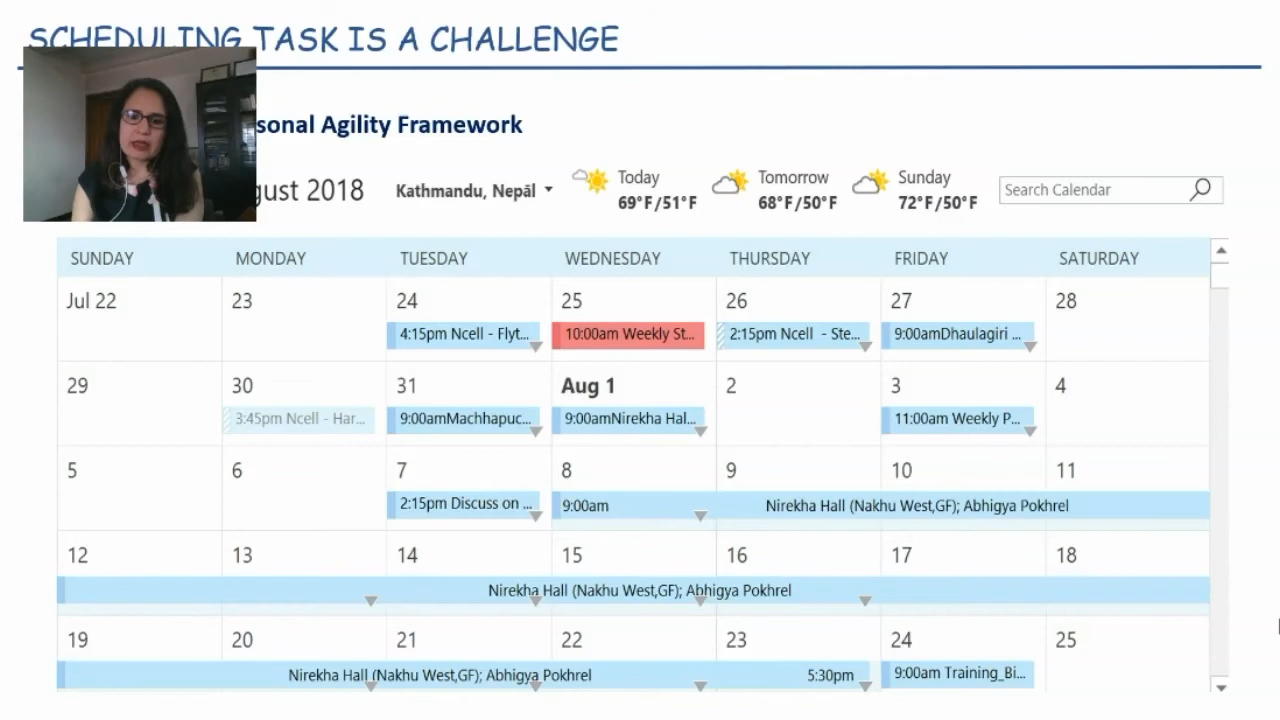 SCHEDULING TASK IS A CHALLENGE
sonal Agility Framework
gust 2018 Kathmandu, Nepāl Today 69°F/51°F Tomorrow 68°F/50°F Sunday 72°F/50°F Search Calendar
SUNDAY MONDAY TUESDAY WEDNESDAY THURSDAY FRIDAY SATURDAY
Jul 22 23 24 25 26 27 28
4:15pm Ncell - Flyt... 10:00am Weekly St... 2:15pm Ncell - Ste... 9:00amDhaulagiri ...
29 30 31 Aug 1 2 3 4
3:45pm Ncell - Har... 9:00amMachhapuc... 9:00amNirekha Hal... 11:00am Weekly P...
5 6 7 8 9 10 11
2:15pm Discuss on ... 9:00am Nirekha Hall (Nakhu West,GF); Abhigya Pokhrel
12 13 14 15 16 17 18
Nirekha Hall (Nakhu West,GF); Abhigya Pokhrel
19 20 21 22 23 24 25
Nirekha Hall (Nakhu West,GF); Abhigya Pokhrel 5:30pm 9:00am Training_Bi...